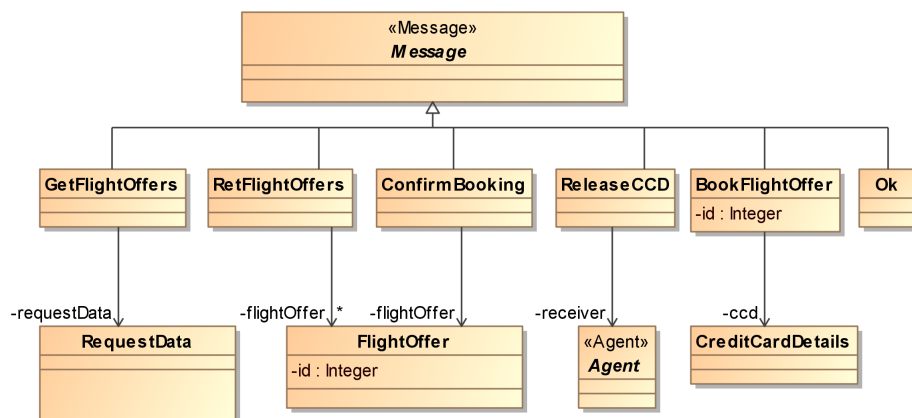 «Message»
Message
GetFlightOffers
RetFlightOffers
ConfirmBooking
ReleaseCCD
BookFlightOffer
-id : Integer
Ok
-requestData
-flightOffer *
-flightOffer
-receiver
-ccd
RequestData
FlightOffer
-id : Integer
«Agent»
Agent
CreditCardDetails